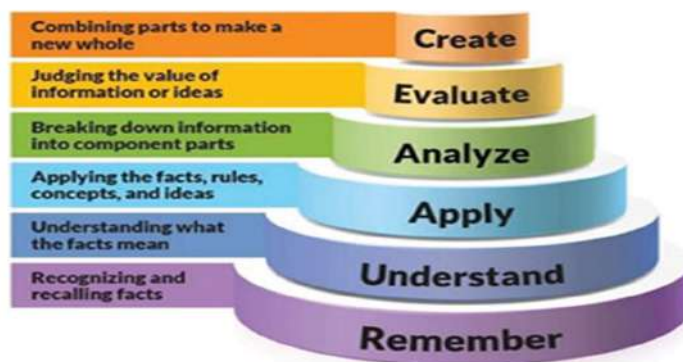 Combining parts to make a
new whole
Create
Judging the value of
information or ideas
Evaluate
Breaking down information
into component parts
Analyze
Applying the facts, rules,
concepts, and ideas
Apply
Understanding what
the facts mean
Understand
Recognizing and
recalling facts
Remember